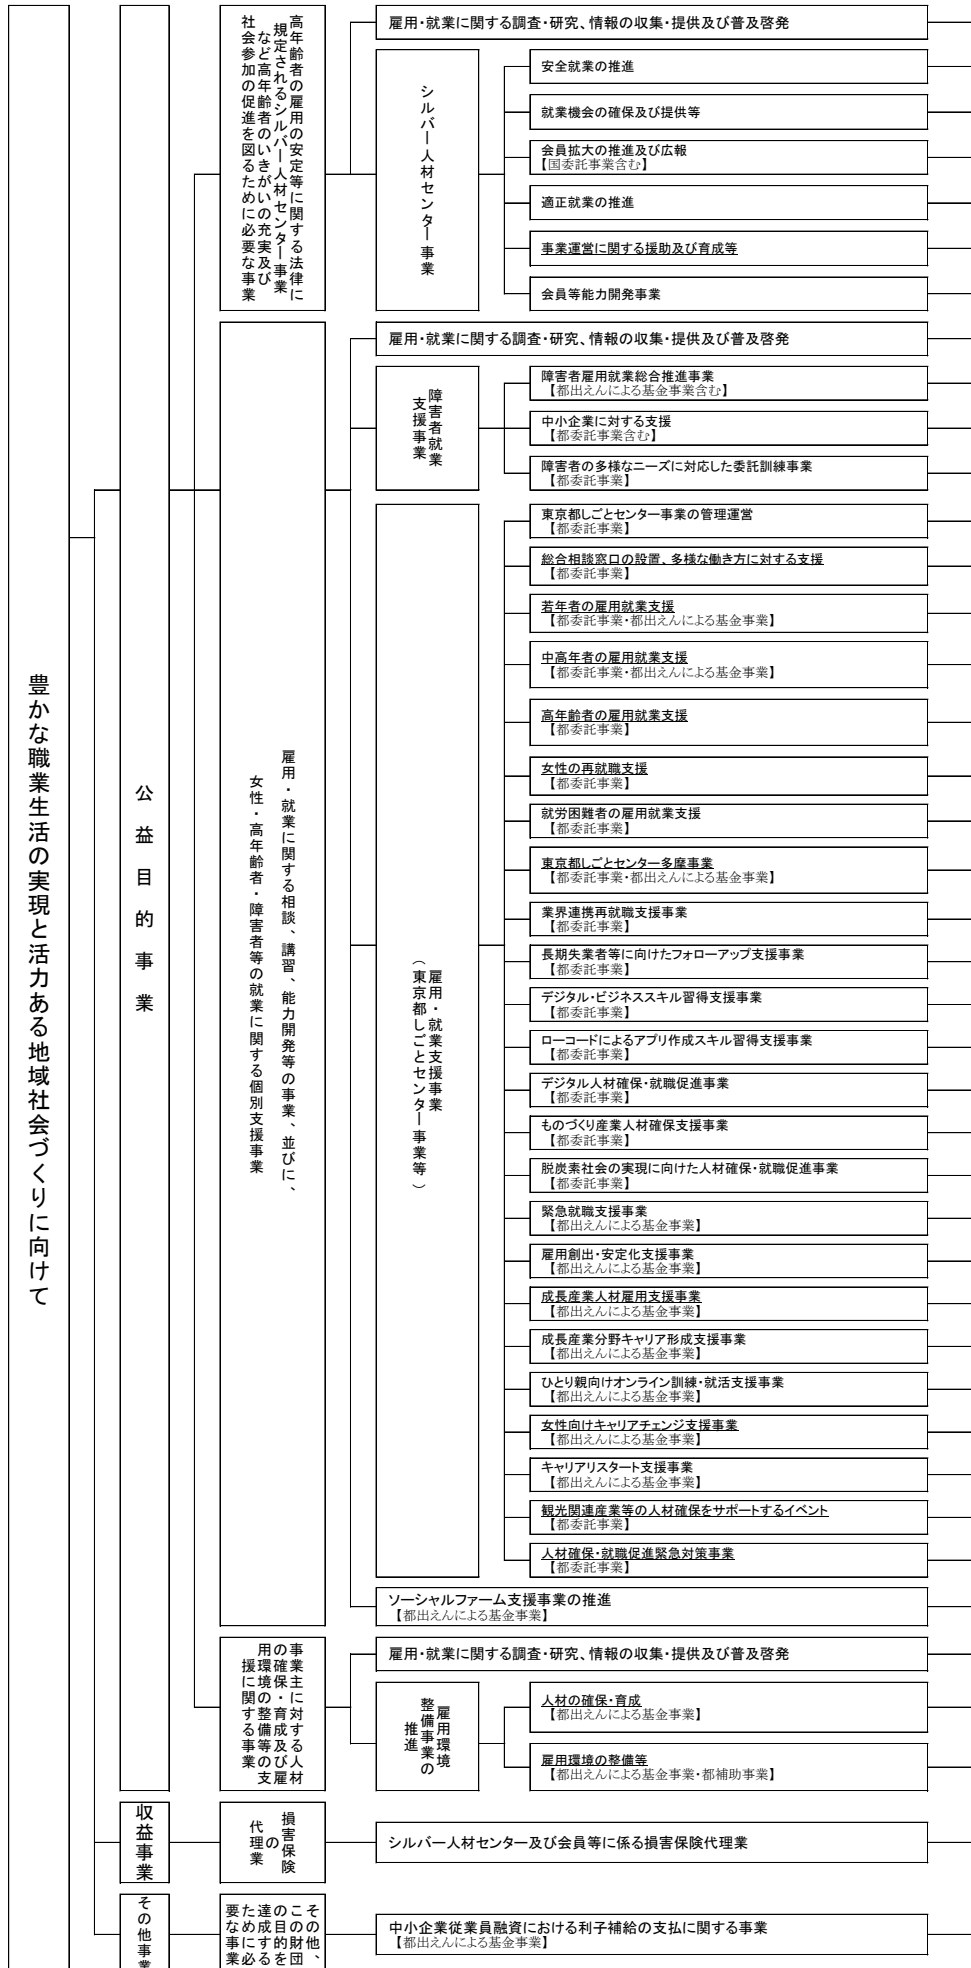 豊かな職業生活の実現と活力ある地域社会づくりに向けて
公益目的事業
高年齢者の雇用の安定等に関する法律に
規定されるシルバー人材センター事業
など高年齢者のいきがいの充実及び
社会参加の促進を図るために必要な事業
雇用・就業に関する調査・研究、情報の収集・提供及び普及啓発
シルバー人材センター事業
安全就業の推進
就業機会の確保及び提供等
会員拡大の推進及び広報
【国委託事業含む】
適正就業の推進
事業運営に関する援助及び育成等
会員等能力開発事業
雇用・就業に関する相談、講習、能力開発等の事業、並びに、
女性・高年齢者・障害者等の就業に関する個別支援事業
雇用・就業に関する調査・研究、情報の収集・提供及び普及啓発
障害者就業
支援事業
障害者雇用就業総合推進事業
【都出えんによる基金事業含む】
中小企業に対する支援
【都委託事業含む】
障害者の多様なニーズに対応した委託訓練事業
【都委託事業】
雇用・就業支援事業
（東京都しごとセンター事業等）
東京都しごとセンター事業の管理運営
【都委託事業】
総合相談窓口の設置、多様な働き方に対する支援
【都委託事業】
若年者の雇用就業支援
【都委託事業・都出えんによる基金事業】
中高年者の雇用就業支援
【都委託事業・都出えんによる基金事業】
高年齢者の雇用就業支援
【都委託事業】
女性の再就職支援
【都委託事業】
就労困難者の雇用就業支援
【都委託事業】
東京都しごとセンター多摩事業
【都委託事業・都出えんによる基金事業】
業界連携再就職支援事業
【都委託事業】
長期失業者等に向けたフォローアップ支援事業
【都委託事業】
デジタル・ビジネススキル習得支援事業
【都委託事業】
ローコードによるアプリ作成スキル習得支援事業
【都委託事業】
デジタル人材確保・就職促進事業
【都委託事業】
ものづくり産業人材確保支援事業
【都委託事業】
脱炭素社会の実現に向けた人材確保・就職促進事業
【都委託事業】
緊急就職支援事業
【都出えんによる基金事業】
雇用創出・安定化支援事業
【都出えんによる基金事業】
成長産業人材雇用支援事業
【都出えんによる基金事業】
成長産業分野キャリア形成支援事業
【都出えんによる基金事業】
ひとり親向けオンライン訓練・就活支援事業
【都出えんによる基金事業】
女性向けキャリアチェンジ支援事業
【都出えんによる基金事業】
キャリアリスタート支援事業
【都出えんによる基金事業】
観光関連産業等の人材確保をサポートするイベント
【都委託事業】
人材確保・就職促進緊急対策事業
【都委託事業】
ソーシャルファーム支援事業の推進
【都出えんによる基金事業】
事業主に対する人材
の確保・育成及び雇
用環境の整備等の支
援に関する事業
雇用・就業に関する調査・研究、情報の収集・提供及び普及啓発
雇用環境
整備事業の
推進
人材の確保・育成
【都出えんによる基金事業】
雇用環境の整備等
【都出えんによる基金事業・都補助事業】
収益事業
損害保険
の
代理業
シルバー人材センター及び会員等に係る損害保険代理業
その他事業
その他、
この財団
の目的を
達成する
ために必
要な事業
中小企業従業員融資における利子補給の支払に関する事業
【都出えんによる基金事業】